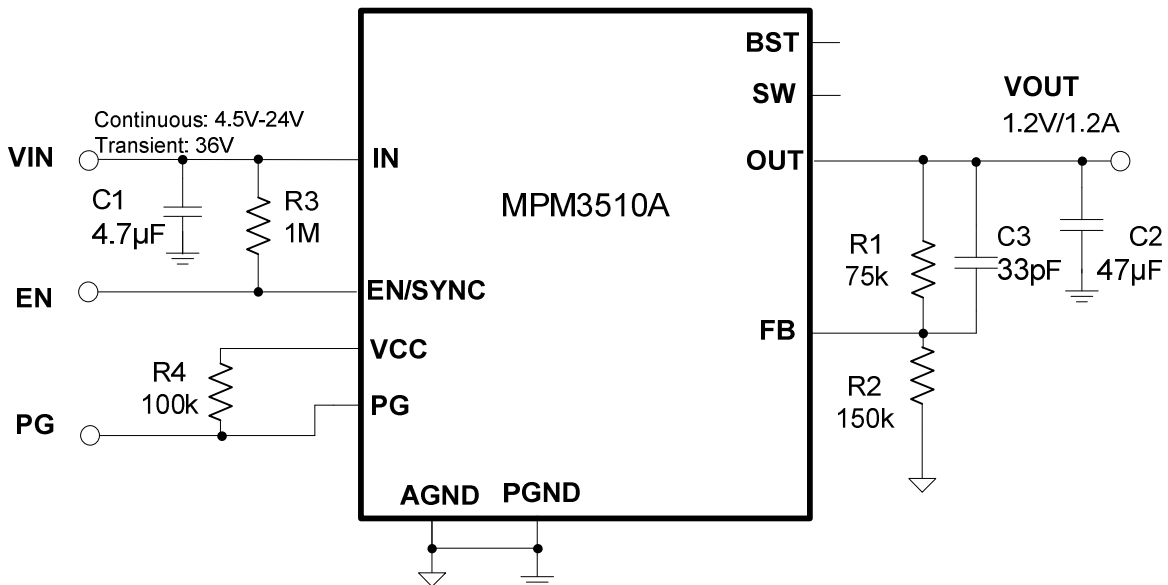 BST
SW
VOUT
1.2V/1.2A
Continuous: 4.5V-24V
Transient: 36V
VIN
IN
OUT
MPM3510A
C1
4.7µF
R3
1M
R1
75k
C3
33pF
C2
47µF
EN
EN/SYNC
FB
VCC
R4
100k
PG
PG
R2
150k
AGND
PGND